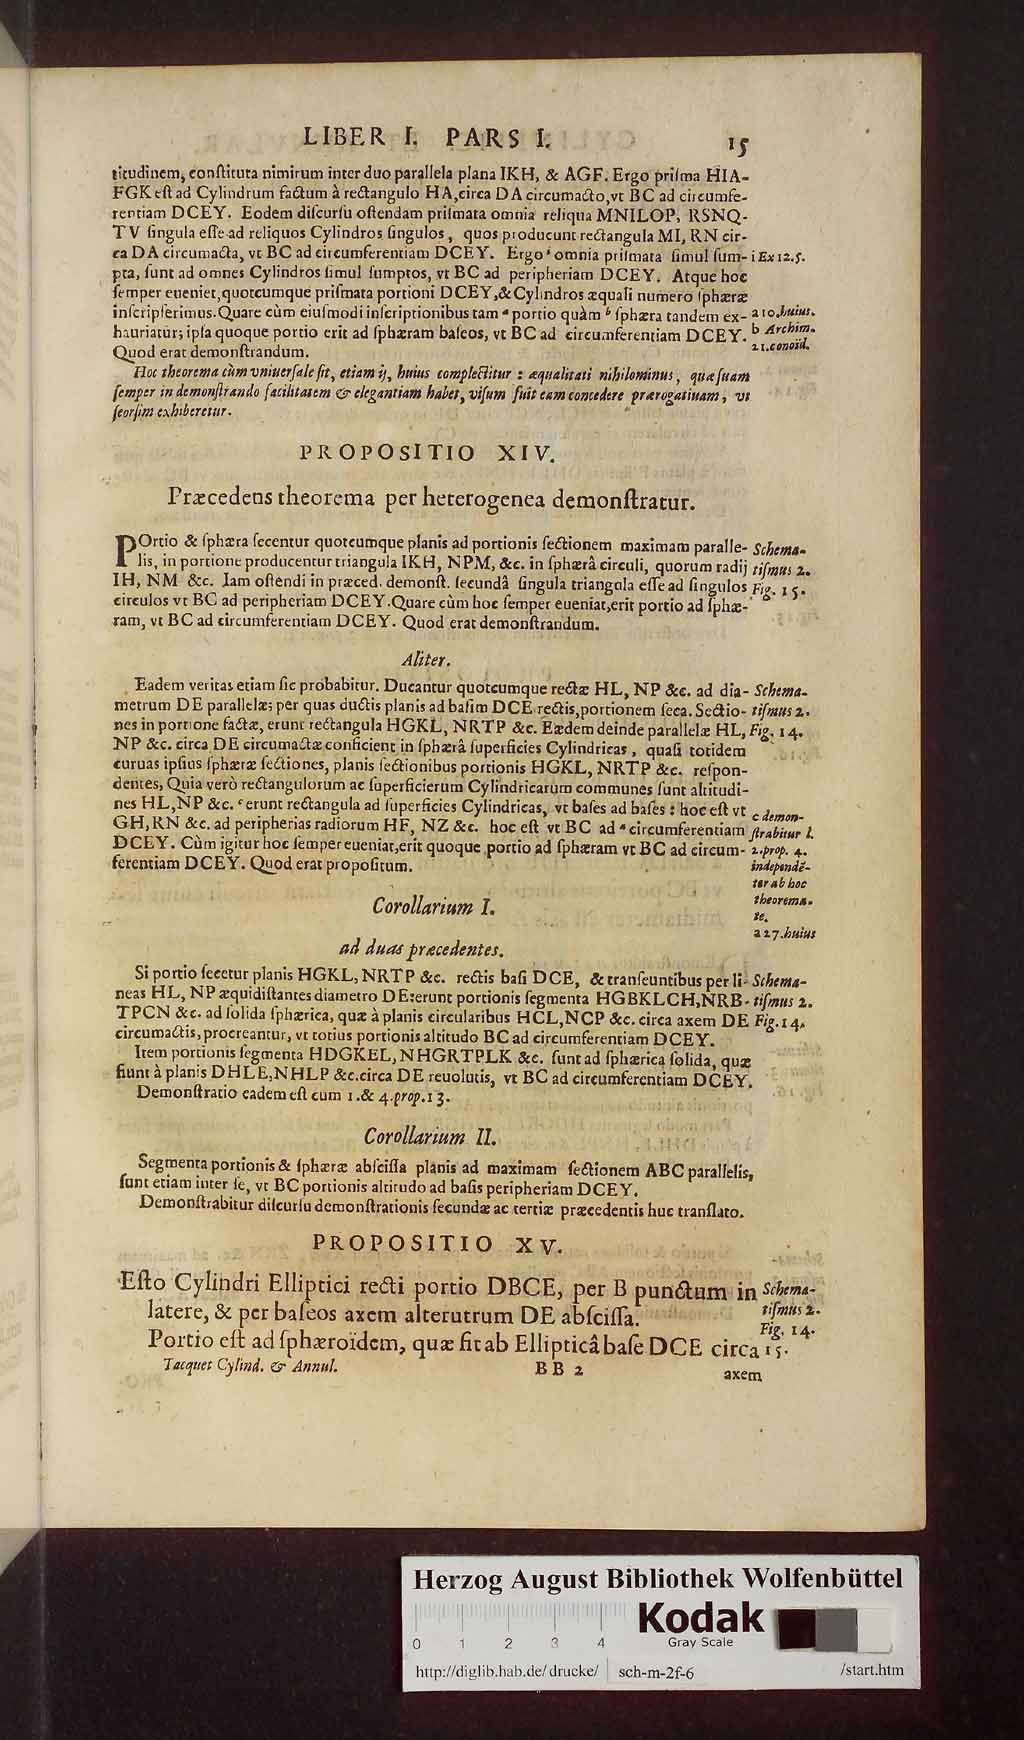 LIBER I. PARS I. 15
titudinem, conſtituta nimirum inter duo parallela plana IKH, & AGF. Ergo priſma HIA-
FGK eſt ad Cylindrum factum à rectangulo HA, circa DA circumacto, vt BC ad circumfe-
rentiam DCEY. Eodem diſcurſu oſtendam priſmata omnia reliqua MNILOP, RSNQ-
TV ſingula eſſe ad reliquos Cylindros ſingulos, quos producunt rectangula MI, RN cir-
ca DA circumacta, vt BC ad circumferentiam DCEY. Ergo i omnia priſmata ſimul ſum- i Ex 12.5.
pta, ſunt ad omnes Cylindros ſimul ſumptos, vt BC ad peripheriam DCEY. Atque hoc
ſemper eueniet, quotcumque priſmata portioni DCEY, & Cylindros æquali numero ſphæræ
inſcripſerimus. Quare cùm eiuſmodi inſcriptionibus tam a portio quàm b ſphæra tandem ex- a 10.huius.
hauriatur; ipſa quoque portio erit ad ſphæram baſeos, vt BC ad circumferentiam DCEY. b Archim.
Quod erat demonſtrandum. 21.conoid.
Hoc theorema cùm vniuerſale ſit, etiam ij, huius complectitur: æqualitati nihilominus, quæ ſuam
ſemper in demonſtrando facilitatem & elegantiam habet, viſum fuit eam concedere prærogatiuam, vt
ſeorſim exhiberetur.
PROPOSITIO XIV.
Præcedens theorema per heterogenea demonſtratur.
POrtio & ſphæra ſecentur quotcumque planis ad portionis ſectionem maximam paralle- Schema-
lis, in portione producentur triangula IKH, NPM, &c. in ſphærâ circuli, quorum radij tiſmus 2.
IH, NM &c. Iam oſtendi in præced. demonſt. ſecundâ ſingula triangula eſſe ad ſingulos Fig. 15.
circulos vt BC ad peripheriam DCEY. Quare cùm hoc ſemper eueniat, erit portio ad ſphæ-
ram, vt BC ad circumferentiam DCEY. Quod erat demonſtrandum.
Aliter.
Eadem veritas etiam ſic probabitur. Ducantur quotcumque rectæ HL, NP &c. ad dia- Schema-
metrum DE parallelæ; per quas ductis planis ad baſim DCE rectis, portionem ſeca. Sectio- tiſmus 2.
nes in portione factæ, erunt rectangula HGKL, NRTP &c. Eædem deinde parallelæ HL, Fig. 14.
NP &c. circa DE circumactæ conficient in ſphærâ ſuperficies Cylindricas, quaſi totidem
curuas ipſius ſphæræ ſectiones, planis ſectionibus portionis HGKL, NRTP &c. reſpon-
dentes, Quia verò rectangulorum ac ſuperficierum Cylindricarum communes ſunt altitudi-
nes HL, NP &c. c erunt rectangula ad ſuperficies Cylindricas, vt baſes ad baſes: hoc eſt vt c demon-
GH, RN &c. ad peripherias radiorum HF, NZ &c. hoc eſt vt BC ad a circumferentiam ſtrabitur l.
DCEY. Cùm igitur hoc ſemper eueniat, erit quoque portio ad ſphæram vt BC ad circum- 2.prop. 4.
ferentiam DCEY. Quod erat propoſitum. independē-
ter ab hoc
theorema-
te.
a 27.huius
Corollarium I.
ad duas præcedentes.
Si portio ſecetur planis HGKL, NRTP &c. rectis baſi DCE, & tranſeuntibus per li- Schema-
neas HL, NP æquidiſtantes diametro DE: erunt portionis ſegmenta HGBKLCH, NRB- tiſmus 2.
TPCN &c. ad ſolida ſphærica, quæ à planis circularibus HCL, NCP &c. circa axem DE Fig. 14.
circumactis, procreantur, vt totius portionis altitudo BC ad circumferentiam DCEY.
Item portionis ſegmenta HDGKEL, NHGRTPLK &c. ſunt ad ſphærica ſolida, quæ
fiunt à planis DHLE, NHLP &c. circa DE reuolutis, vt BC ad circumferentiam DCEY.
Demonſtratio eadem eſt cum 1. & 4. prop. 13.
Corollarium II.
Segmenta portionis & ſphæræ abſciſſa planis ad maximam ſectionem ABC parallelis,
ſunt etiam inter ſe, vt BC portionis altitudo ad baſis peripheriam DCEY.
Demonſtrabitur diſcurſu demonſtrationis ſecundæ ac tertiæ præcedentis huc tranſlato.
PROPOSITIO XV.
Eſto Cylindri Elliptici recti portio DBCE, per B punctum in Schema-
latere, & per baſeos axem alterutrum DE abſciſſa. tiſmus 2.
Fig. 14.
Portio eſt ad ſphæroïdem, quæ fit ab Ellipticâ baſe DCE circa 15.
Tacquet Cylind. & Annul. BB 2 axem
Herzog August Bibliothek Wolfenbüttel
Kodak
Gray Scale
0 1 2 3 4
http://diglib.hab.de/drucke/ sch-m-2f-6 /start.htm